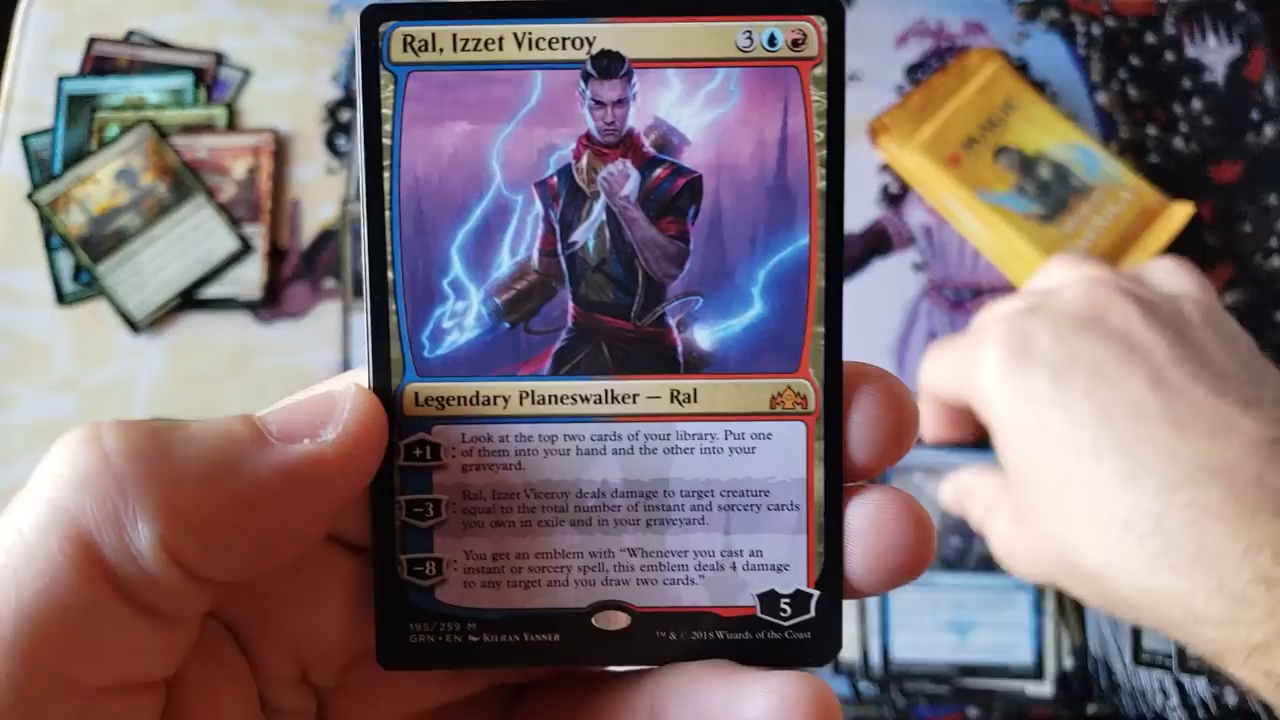 Ral, Izzet Viceroy
3
MAGIC
Legendary Planeswalker — Ral
+1 : Look at the top two cards of your library. Put one
of them into your hand and the other into your
graveyard.
−3 : Ral, Izzet Viceroy deals damage to target creature
equal to the total number of instant and sorcery cards
you own in exile and in your graveyard.
−8 : You get an emblem with “Whenever you cast an
instant or sorcery spell, this emblem deals 4 damage
to any target and you draw two cards.”
5
195/259 M
GRN • EN Kieran Yanner
™ & © 2018 Wizards of the Coast